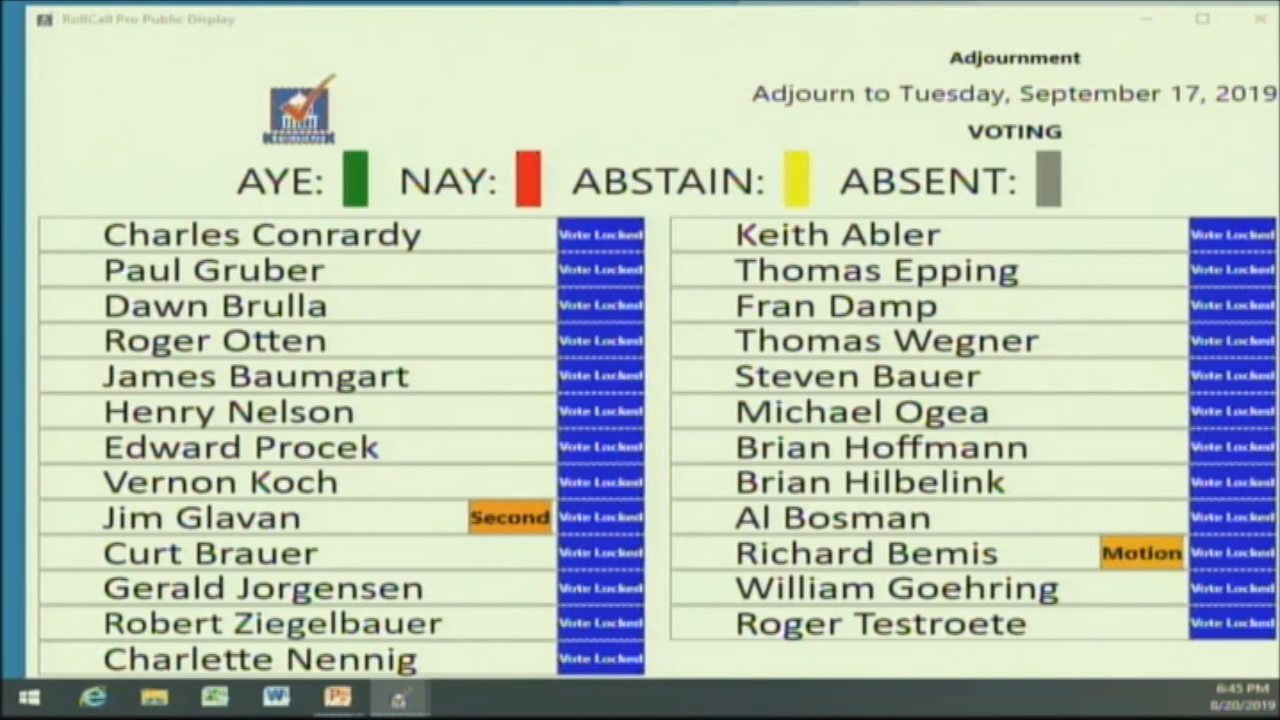 RollCall Pro Public Display
Adjournment
Adjourn to Tuesday, September 17, 2019
VOTING
AYE: NAY: ABSTAIN: ABSENT:
Charles Conrardy Vote Locked
Paul Gruber Vote Locked
Dawn Brulla Vote Locked
Roger Otten Vote Locked
James Baumgart Vote Locked
Henry Nelson Vote Locked
Edward Procek Vote Locked
Vernon Koch Vote Locked
Jim Glavan Second Vote Locked
Curt Brauer Vote Locked
Gerald Jorgensen Vote Locked
Robert Ziegelbauer Vote Locked
Charlette Nennig Vote Locked
Keith Abler Vote Locked
Thomas Epping Vote Locked
Fran Damp Vote Locked
Thomas Wegner Vote Locked
Steven Bauer Vote Locked
Michael Ogea Vote Locked
Brian Hoffmann Vote Locked
Brian Hilbelink Vote Locked
Al Bosman Vote Locked
Richard Bemis Motion Vote Locked
William Goehring Vote Locked
Roger Testroete Vote Locked
6:45 PM
8/20/2019